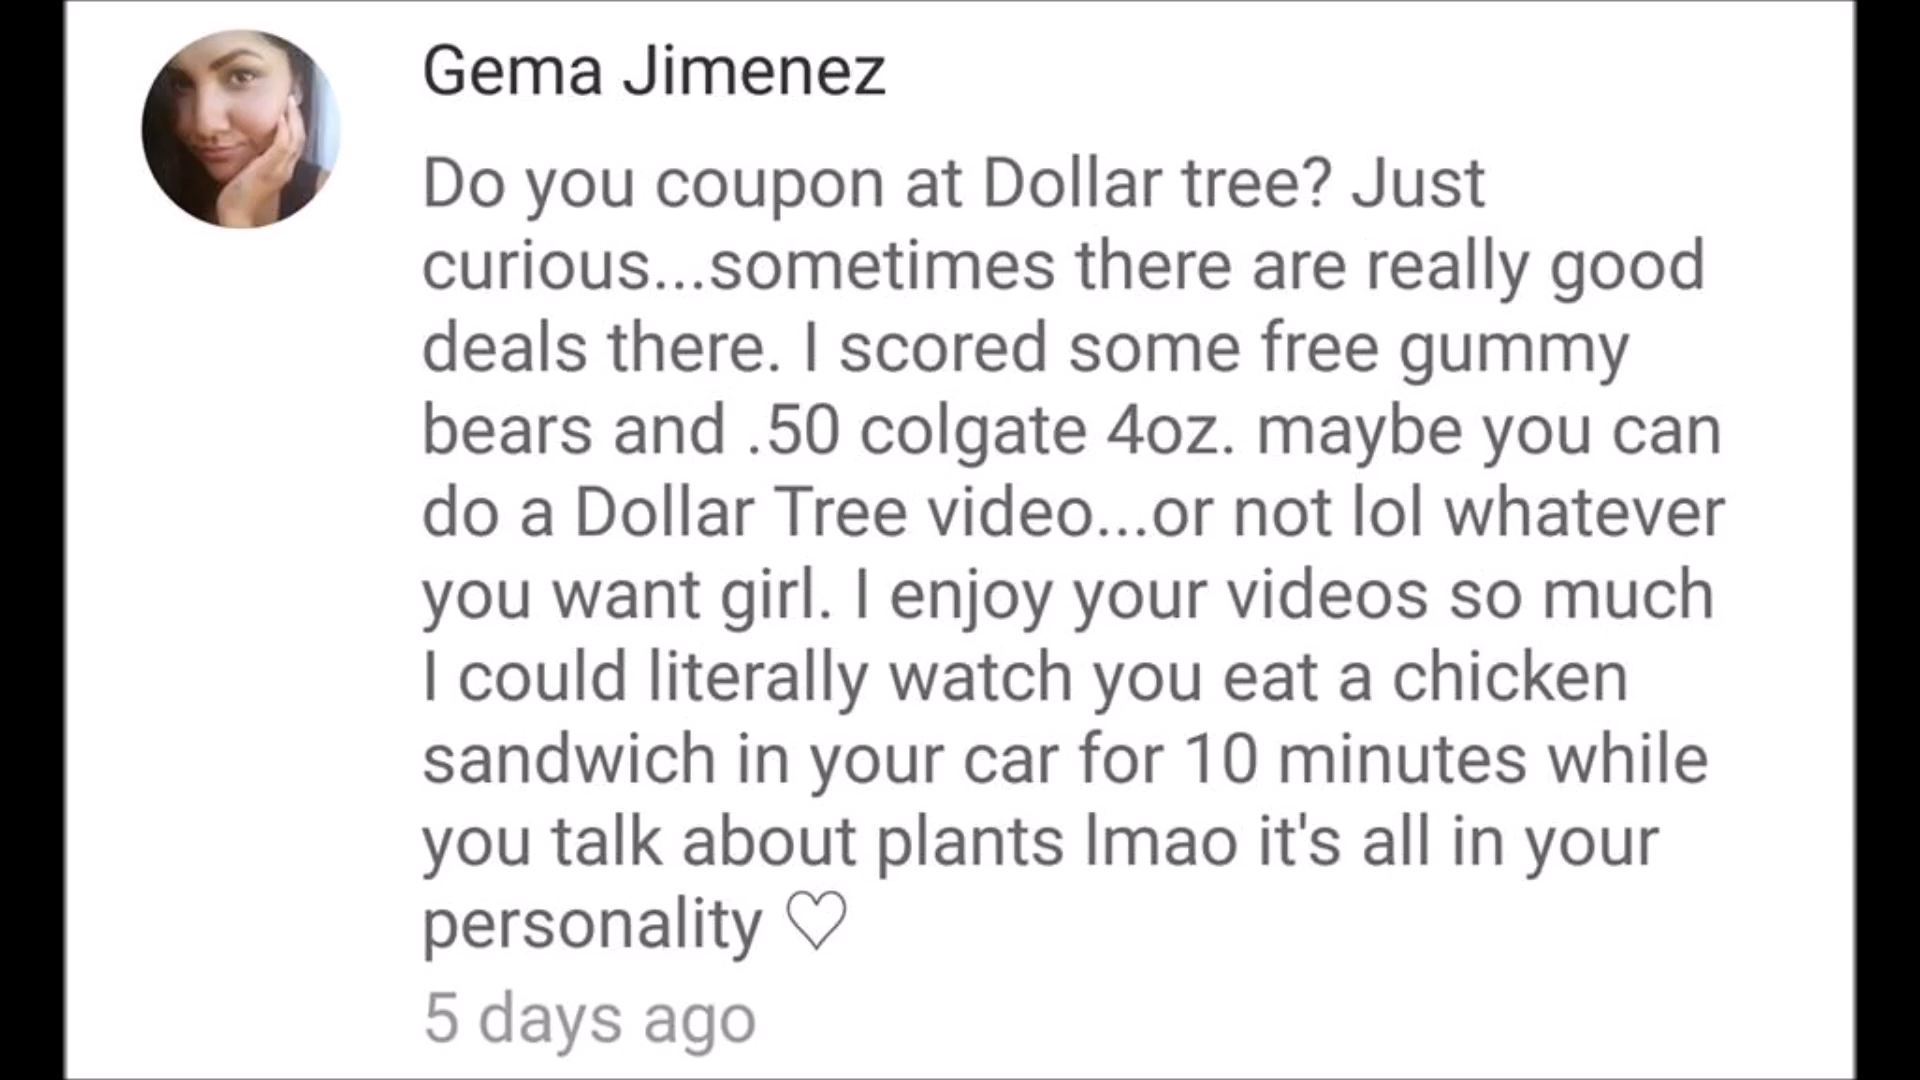 Gema Jimenez
Do you coupon at Dollar tree? Just
curious...sometimes there are really good
deals there. I scored some free gummy
bears and .50 colgate 4oz. maybe you can
do a Dollar Tree video...or not lol whatever
you want girl. I enjoy your videos so much
I could literally watch you eat a chicken
sandwich in your car for 10 minutes while
you talk about plants lmao it's all in your
personality ♡
5 days ago